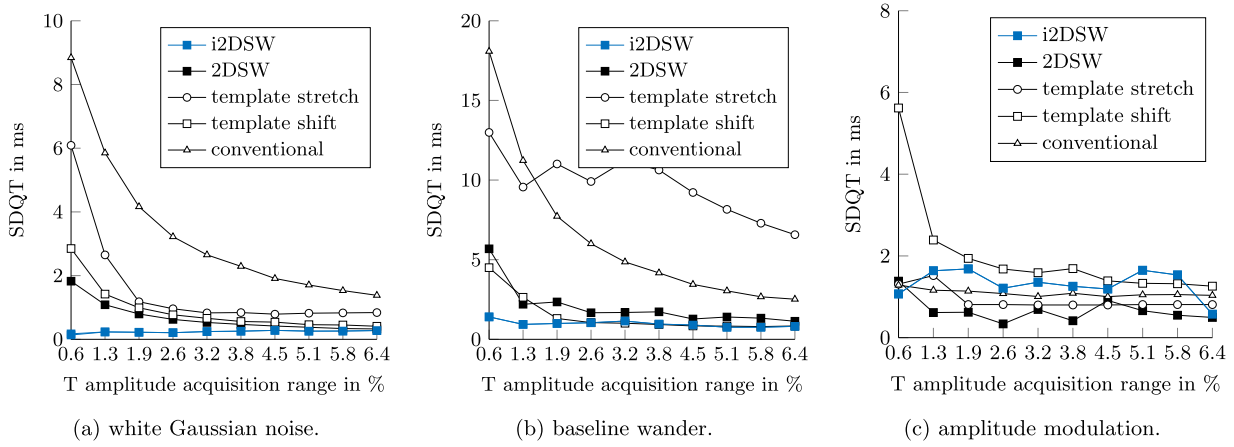 10
8
6
4
2
0
SDQT in ms
i2DSW
2DSW
template stretch
template shift
conventional
0.6 1.3 1.9 2.6 3.2 3.8 4.5 5.1 5.8 6.4
T amplitude acquisition range in %
(a) white Gaussian noise.
20
15
10
5
0
SDQT in ms
i2DSW
2DSW
template stretch
template shift
conventional
0.6 1.3 1.9 2.6 3.2 3.8 4.5 5.1 5.8 6.4
T amplitude acquisition range in %
(b) baseline wander.
8
6
4
2
0
SDQT in ms
i2DSW
2DSW
template stretch
template shift
conventional
0.6 1.3 1.9 2.6 3.2 3.8 4.5 5.1 5.8 6.4
T amplitude acquisition range in %
(c) amplitude modulation.